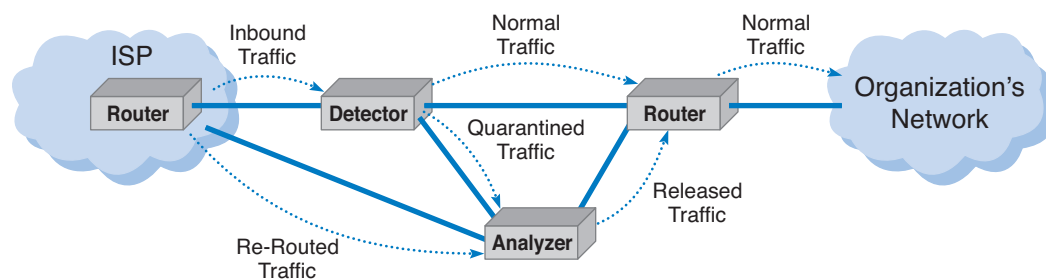 ISP
Router
Inbound
Traffic
Detector
Normal
Traffic
Quarantined
Traffic
Router
Normal
Traffic
Organization's
Network
Re-Routed
Traffic
Analyzer
Released
Traffic